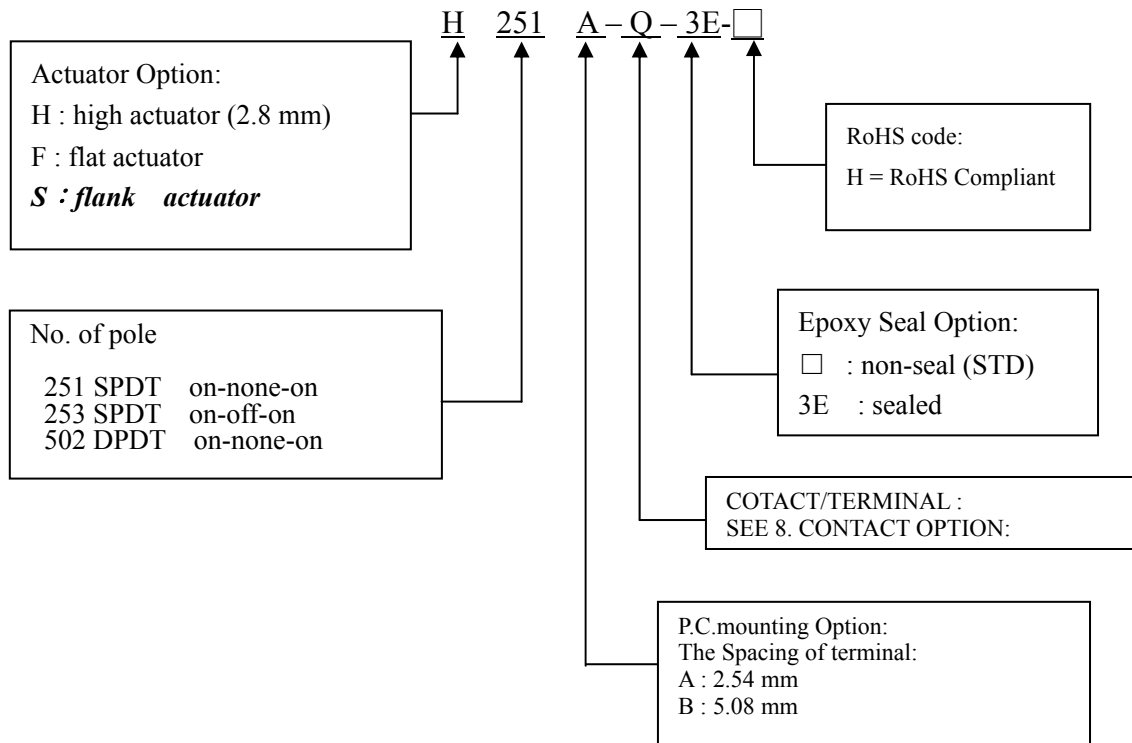 H 251 A – Q – 3E-□
Actuator Option:
H : high actuator (2.8 mm)
F : flat actuator
S：flank actuator
RoHS code:
H = RoHS Compliant
No. of pole
251 SPDT on-none-on
253 SPDT on-off-on
502 DPDT on-none-on
Epoxy Seal Option:
□ : non-seal (STD)
3E : sealed
COTACT/TERMINAL :
SEE 8. CONTACT OPTION:
P.C.mounting Option:
The Spacing of terminal:
A : 2.54 mm
B : 5.08 mm